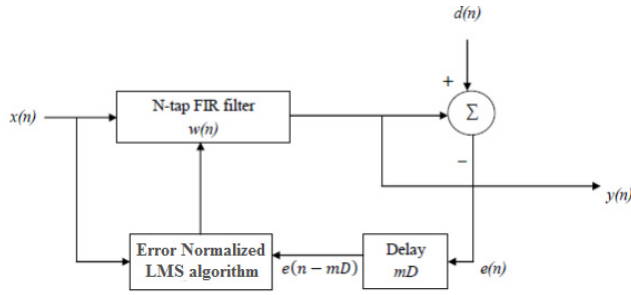 d(n)
+
N-tap FIR filter
w(n)
x(n)
Σ
−
y(n)
Error Normalized
LMS algorithm
e(n − mD)
Delay
mD
e(n)